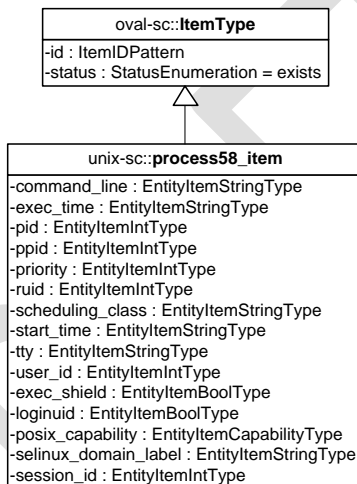 oval-sc::ItemType
-id : ItemIDPattern
-status : StatusEnumeration = exists
unix-sc::process58_item
-command_line : EntityItemStringType
-exec_time : EntityItemStringType
-pid : EntityItemIntType
-ppid : EntityItemIntType
-priority : EntityItemIntType
-ruid : EntityItemIntType
-scheduling_class : EntityItemStringType
-start_time : EntityItemStringType
-tty : EntityItemStringType
-user_id : EntityItemIntType
-exec_shield : EntityItemBoolType
-loginuid : EntityItemBoolType
-posix_capability : EntityItemCapabilityType
-selinux_domain_label : EntityItemStringType
-session_id : EntityItemIntType